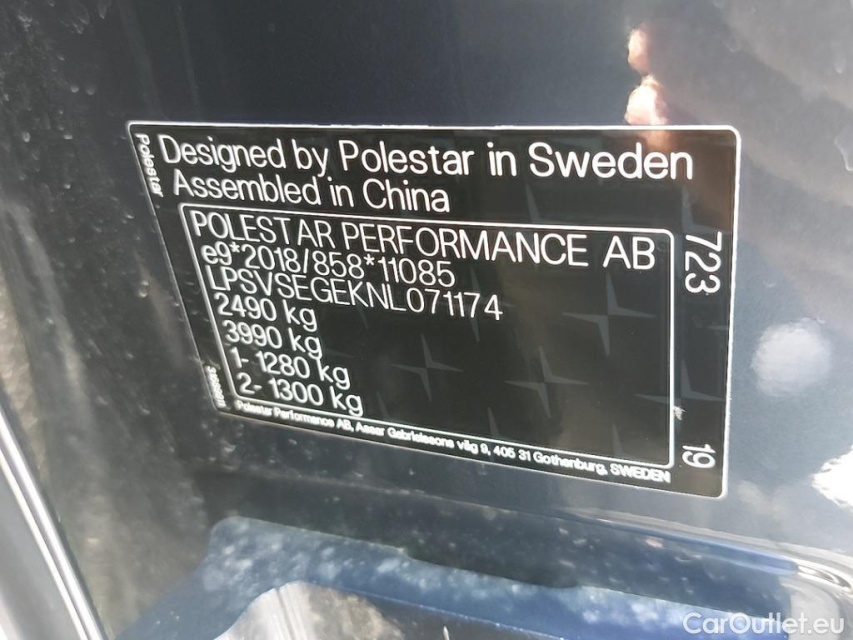 Polestar
Designed by Polestar in Sweden
Assembled in China
POLESTAR PERFORMANCE AB
e9*2018/858*11085
LPSVSEGEKNL071174
2490 kg
3990 kg
1- 1280 kg
2- 1300 kg
723
19
Polestar Performance AB, Assar Gabrielssons väg 9, 405 31 Gothenburg, SWEDEN
CarOutlet.eu